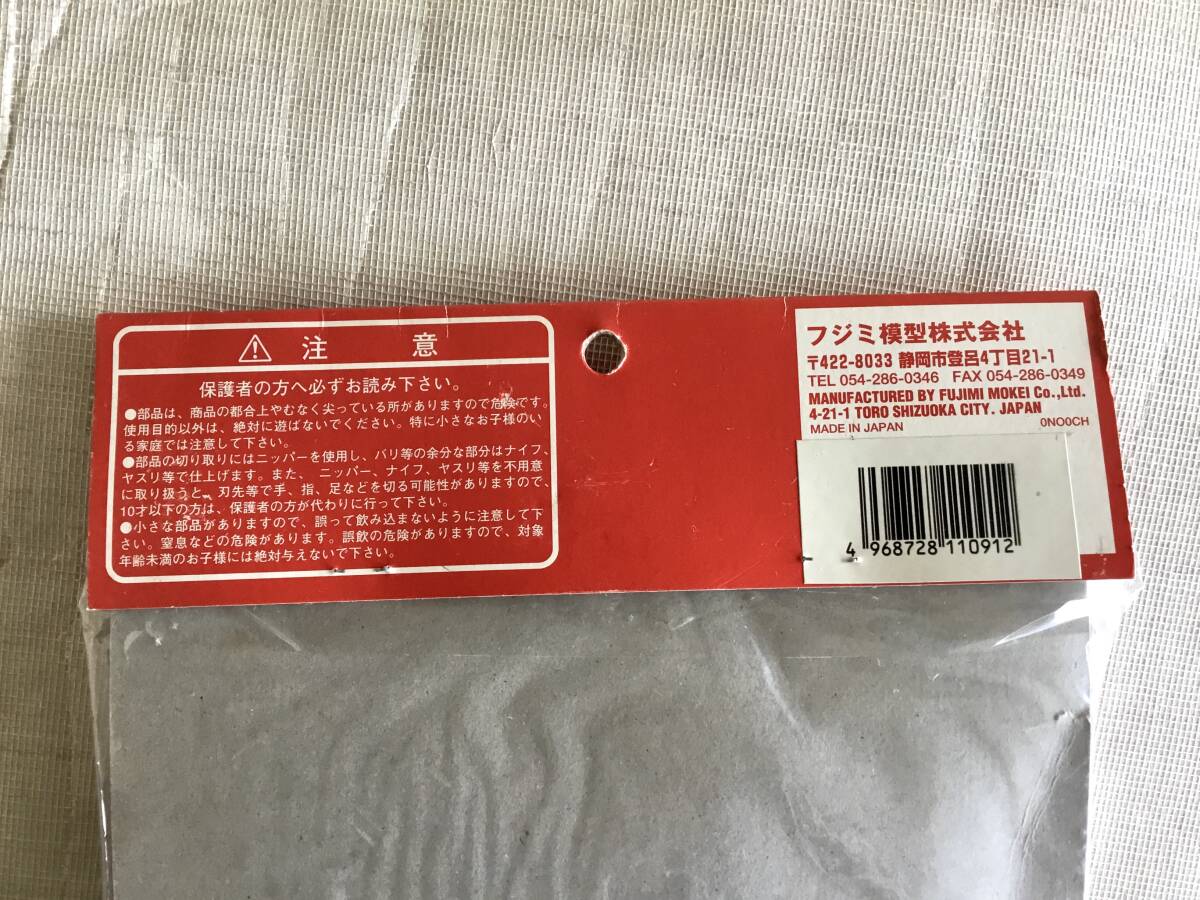 注 意
保護者の方へ必ずお読み下さい。
●部品は、商品の都合上やむなく尖っている所がありますので危険です。
使用目的以外は、絶対に遊ばないでください。特に小さなお子様のい
る家庭では注意して下さい。
●部品の切り取りにはニッパーを使用し、バリ等の余分な部分はナイフ、
ヤスリ等で仕上げます。また、ニッパー、ナイフ、ヤスリ等を不用意
に取り扱うと、刃先等で手、指、足などを切る可能性がありますので、
10才以下の方は、保護者の方が代わりに行って下さい。
●小さな部品がありますので、誤って飲み込まないように注意して下
さい。窒息などの危険があります。誤飲の危険がありますので、対象
年齢未満のお子様には絶対与えないで下さい。
フジミ模型株式会社
〒422-8033 静岡市登呂4丁目21-1
TEL 054-286-0346 FAX 054-286-0349
MANUFACTURED BY FUJIMI MOKEI Co.,Ltd.
4-21-1 TORO SHIZUOKA CITY. JAPAN
MADE IN JAPAN 0NO0CH
4 968728 110912